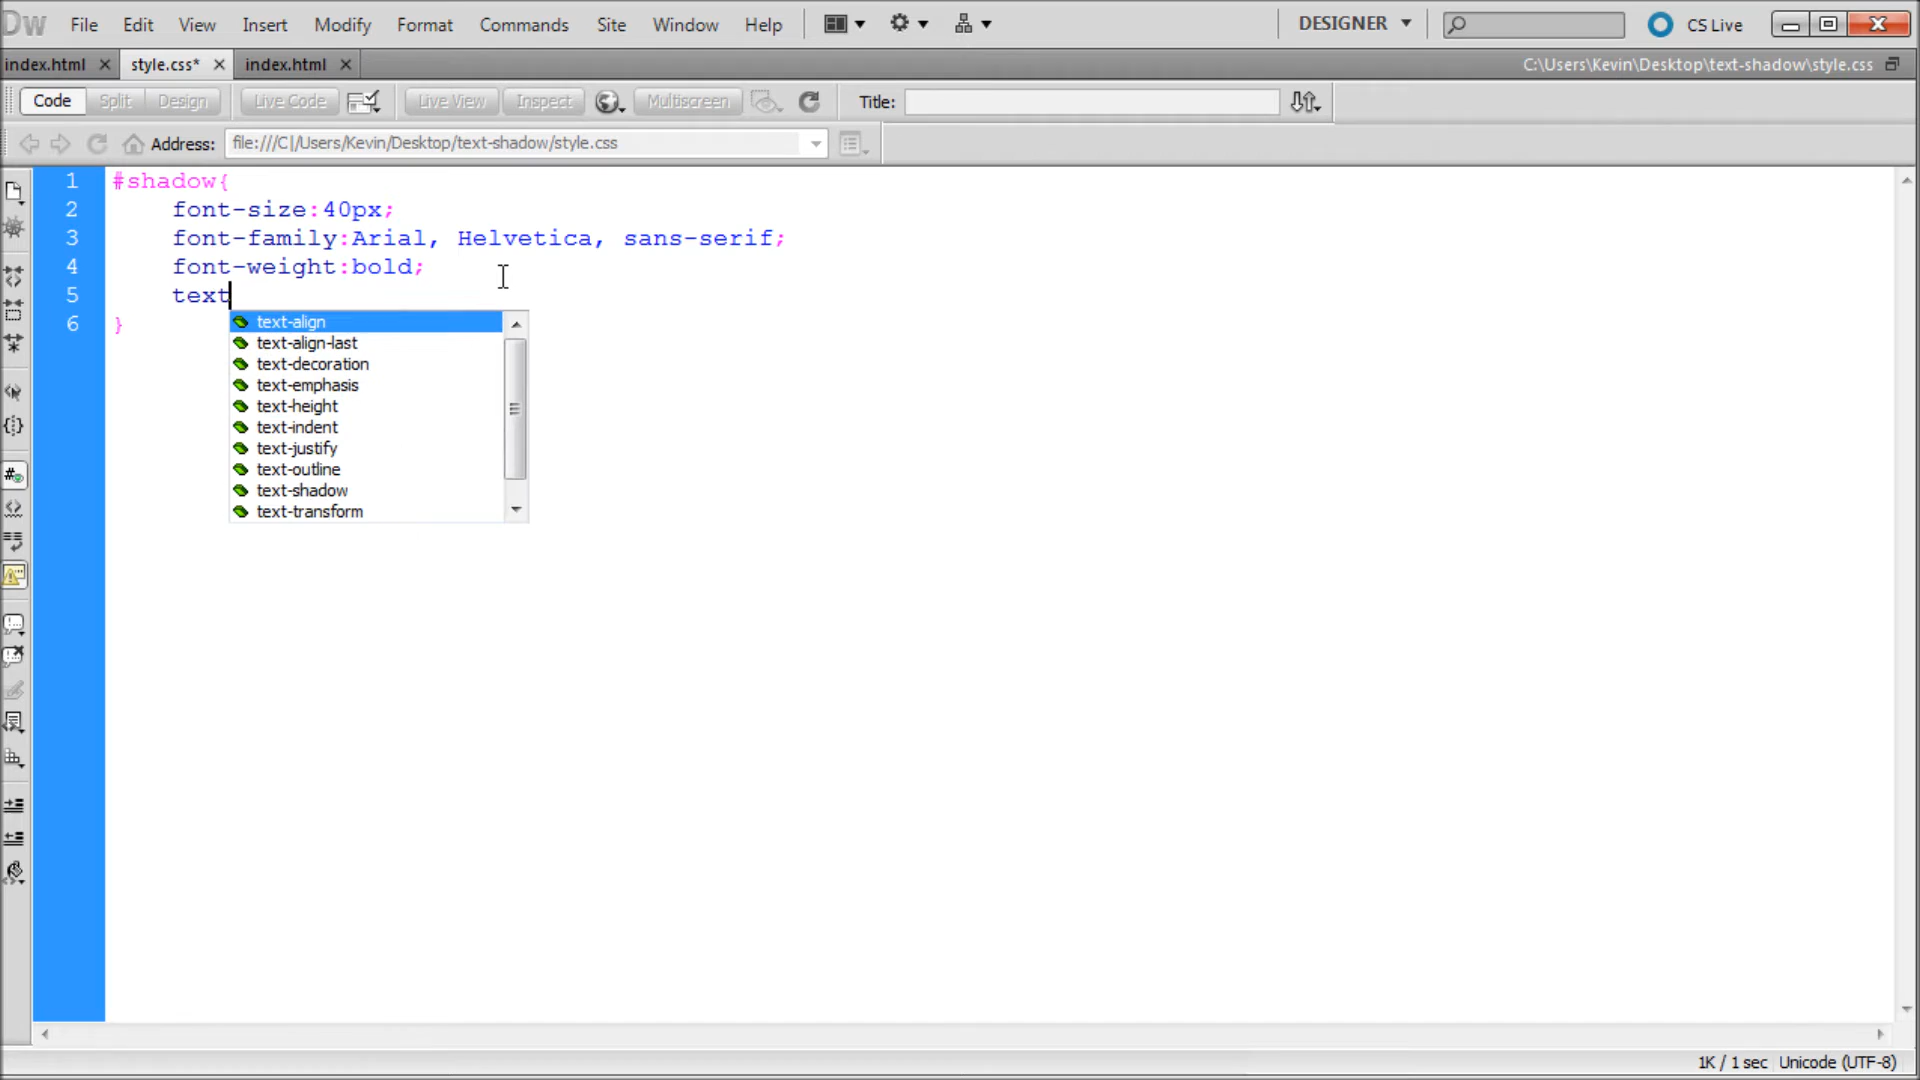 Dw File Edit View Insert Modify Format Commands Site Window Help DESIGNER CS Live
index.html style.css* index.html C:\Users\Kevin\Desktop\text-shadow\style.css
Code Split Design Live Code Live View Inspect Multiscreen Title:
Address: file:///C|/Users/Kevin/Desktop/text-shadow/style.css
1 #shadow{
2 font-size:40px;
3 font-family:Arial, Helvetica, sans-serif;
4 font-weight:bold;
5 text
6 }
text-align
text-align-last
text-decoration
text-emphasis
text-height
text-indent
text-justify
text-outline
text-shadow
text-transform
1K / 1 sec Unicode (UTF-8)